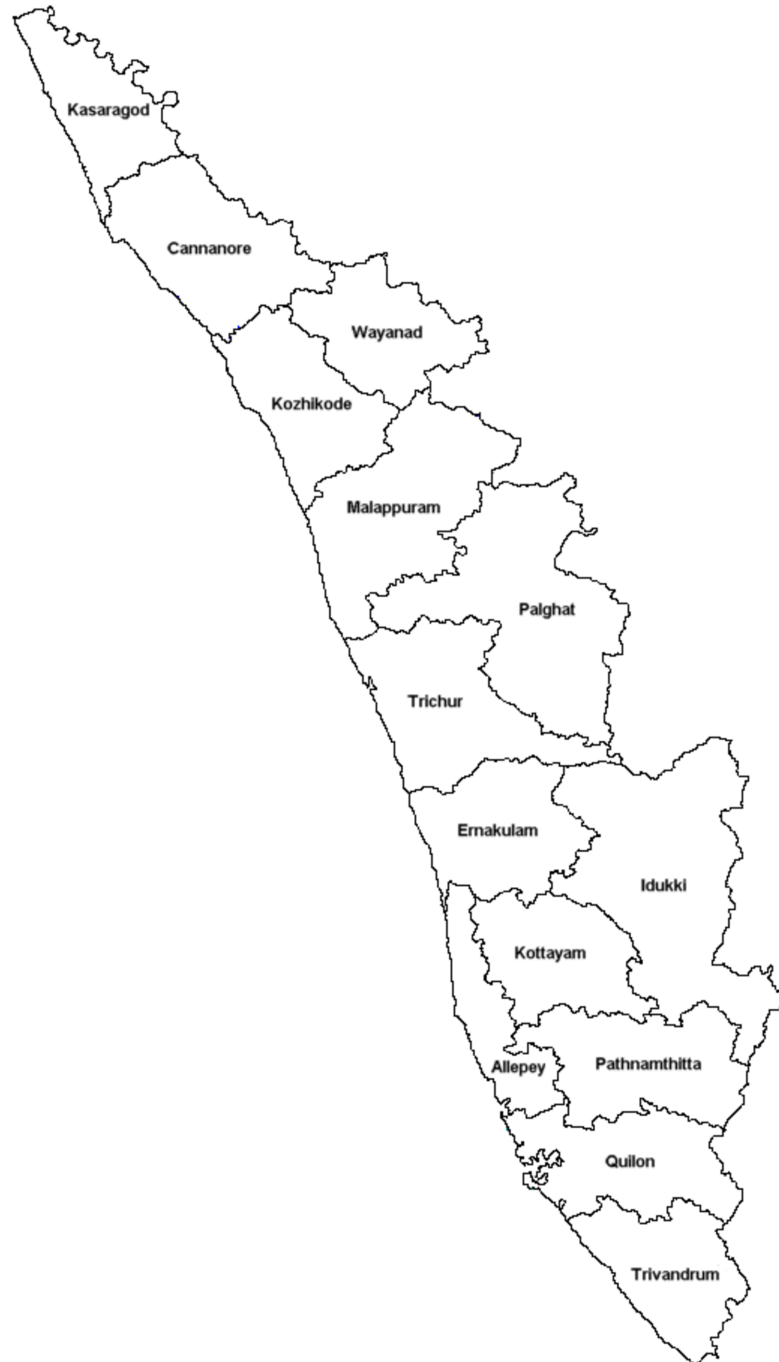 Kasaragod
Cannanore
Wayanad
Kozhikode
Malappuram
Palghat
Trichur
Ernakulam
Idukki
Kottayam
Allepey
Pathnamthitta
Quilon
Trivandrum